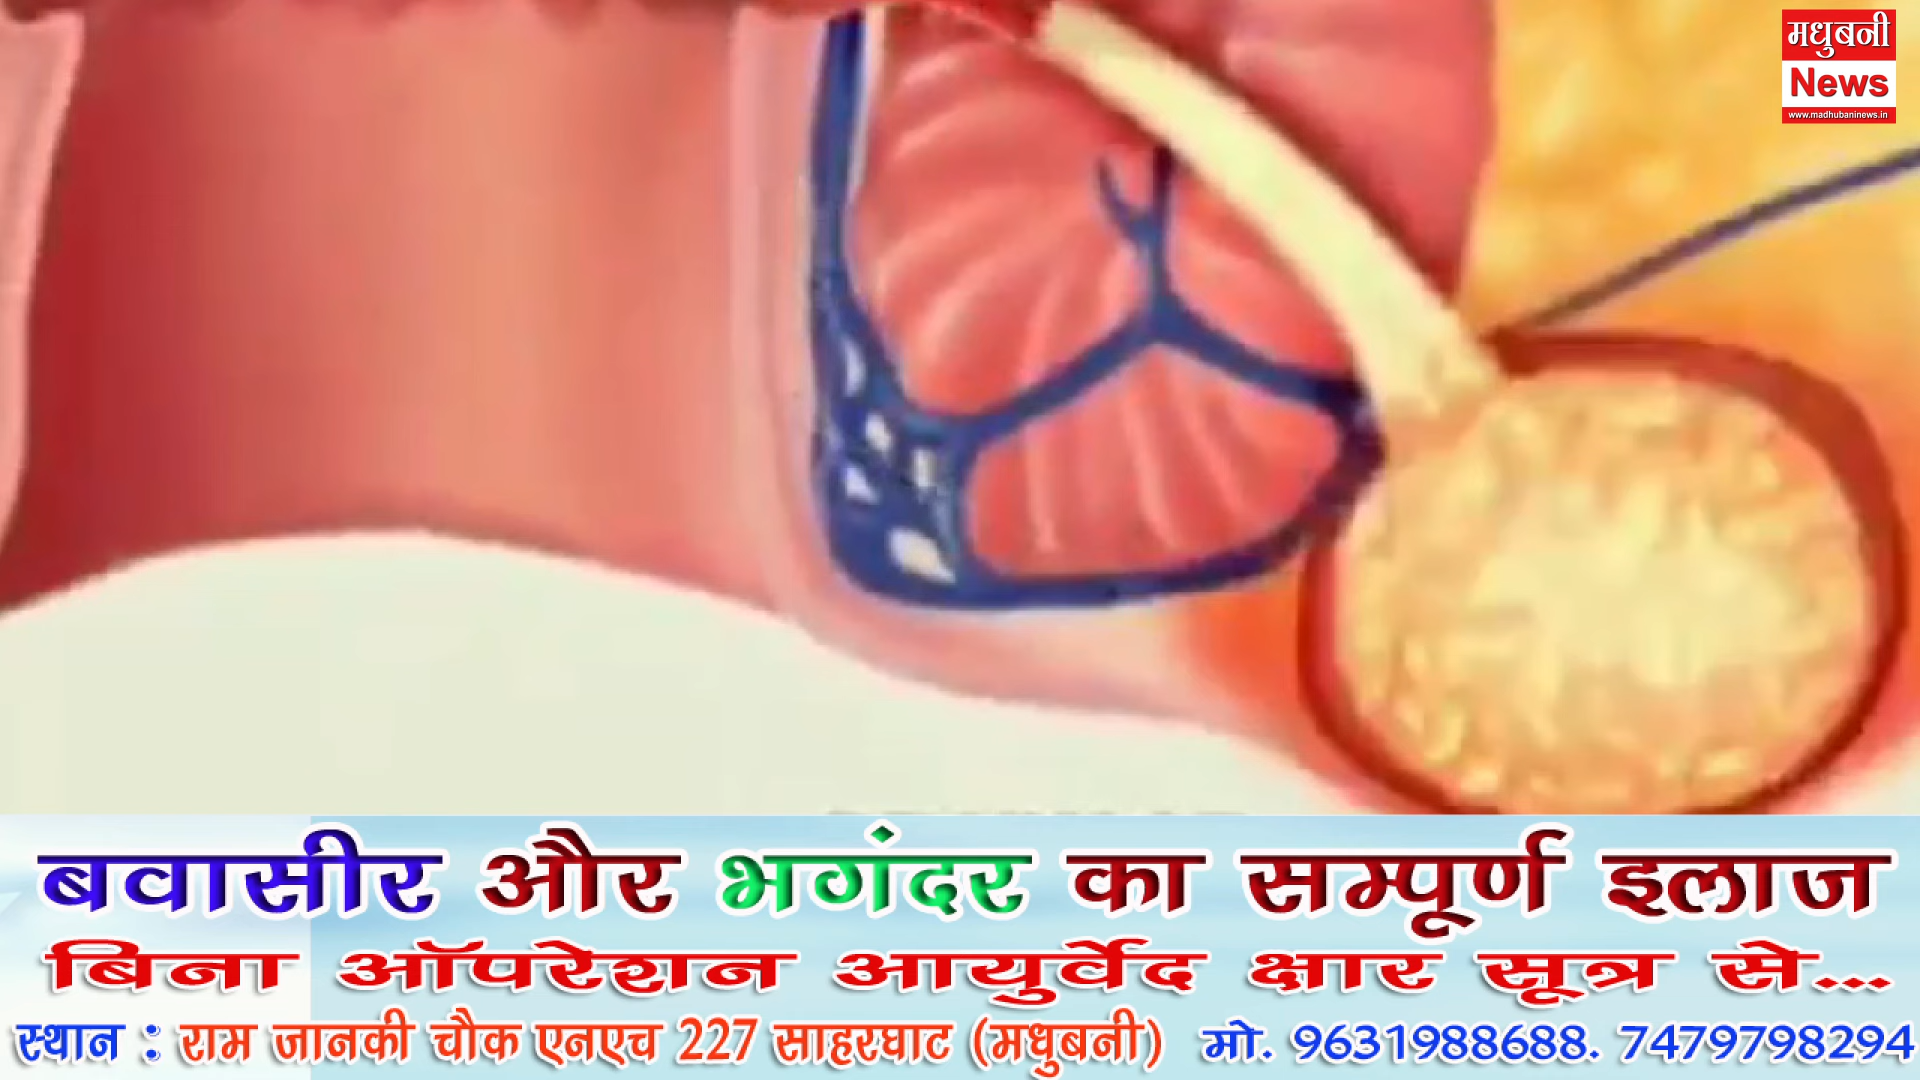 मधुबनी
News
www.madhubaninews.in
बवासीर और भगंदर का सम्पूर्ण इलाज
बिना ऑपरेशन आयुर्वेद क्षार सूत्र से...
स्थान : राम जानकी चौक एनएच 227 साहरघाट (मधुबनी) मो. 9631988688. 7479798294